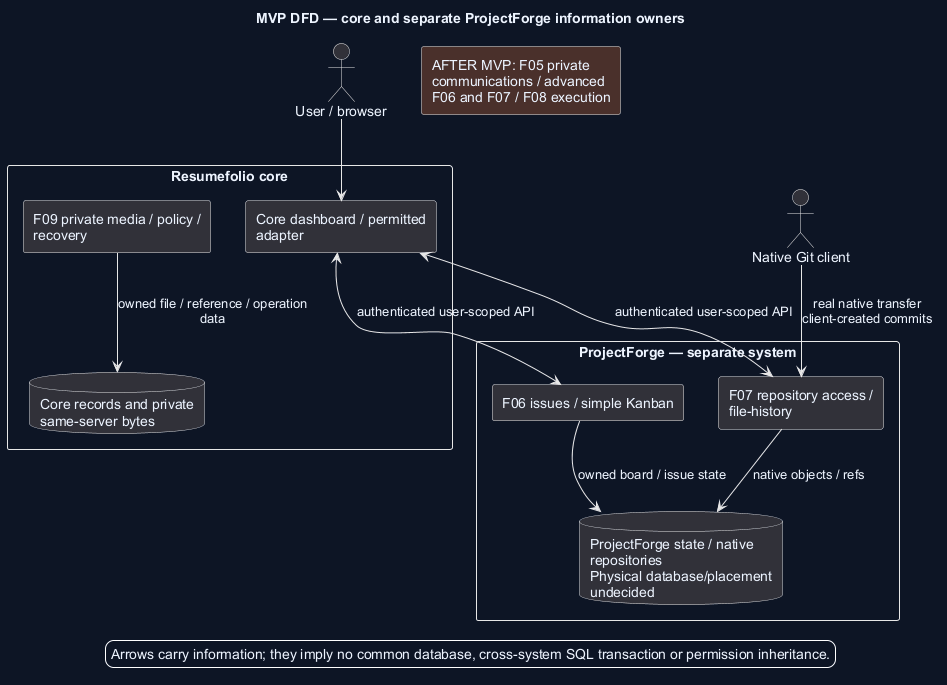 MVP DFD — core and separate ProjectForge information owners
AFTER MVP: F05 private
communications / advanced
F06 and F07 / F08 execution
User / browser
Resumefolio core
F09 private media / policy /
recovery
Core dashboard / permitted
adapter
Native Git client
owned file / reference / operation
data
authenticated user-scoped API
authenticated user-scoped API
real native transfer
client-created commits
ProjectForge — separate system
Core records and private
same-server bytes
F06 issues / simple Kanban
F07 repository access /
file-history
owned board / issue state
native objects / refs
ProjectForge state / native
repositories
Physical database/placement
undecided
Arrows carry information; they imply no common database, cross-system SQL transaction or permission inheritance.